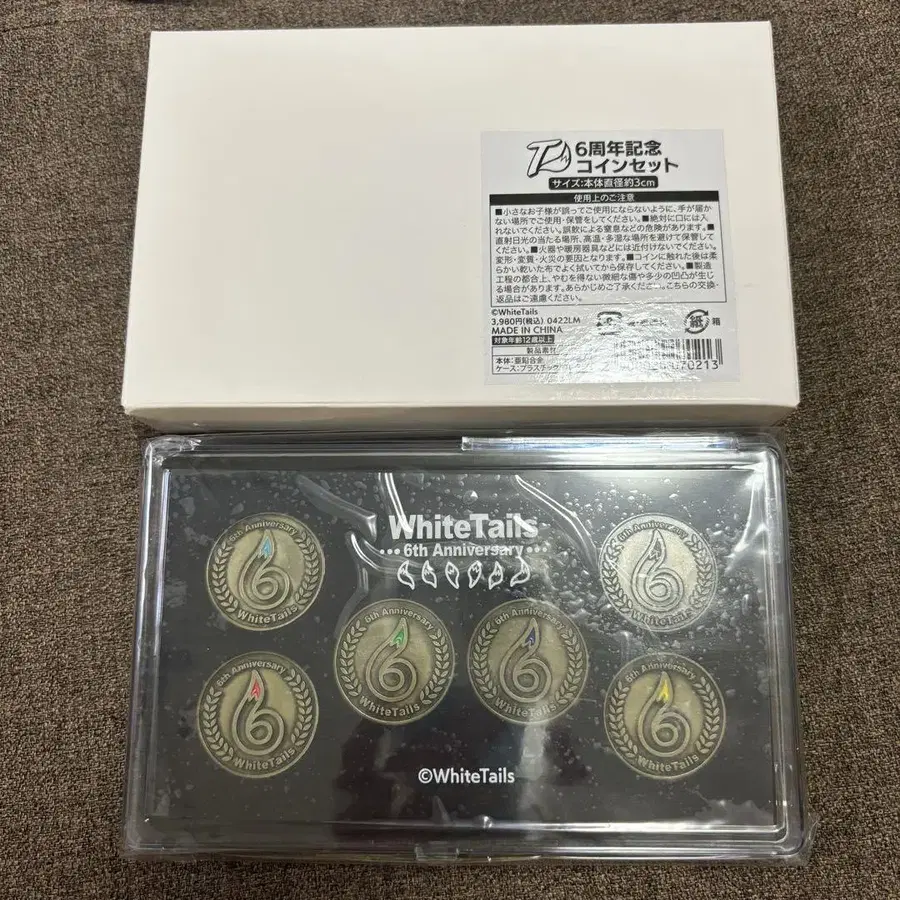 6周年記念
コインセット
サイズ:本体直径約3cm
使用上のご注意
■小さなお子様が誤ってご使用にならないように、手が届か
ない場所でご使用・保管をしてください。■絶対に口には入
れないでください。誤飲による窒息などの危険があります。■
直射日光の当たる場所、高温・多湿な場所を避けて保管して
ください。■火器や暖房器具などには近付けないでください。
変形・変質・火災の要因となります。■コインに触れた後は柔
らかい乾いた布でよく拭いてから保存してください。■製造
工程の都合上、やむを得ない微細な傷や多少の凹凸が生じ
る場合があります。あらかじめご了承ください。こちらの交換・
返品はご遠慮ください。
©WhiteTails
3,980円(税込) 0422LM
MADE IN CHINA
対象年齢12歳以上
紙 箱
製品素材
本体:亜鉛合金
ケース:プラスチック
70213
WhiteTails
6th Anniversary
6th Anniversary
6
WhiteTails
6th Anniversary
6
WhiteTails
6th Anniversary
6
WhiteTails
6th Anniversary
6
WhiteTails
6th Anniversary
6
WhiteTails
6th Anniversary
6
WhiteTails
©WhiteTails